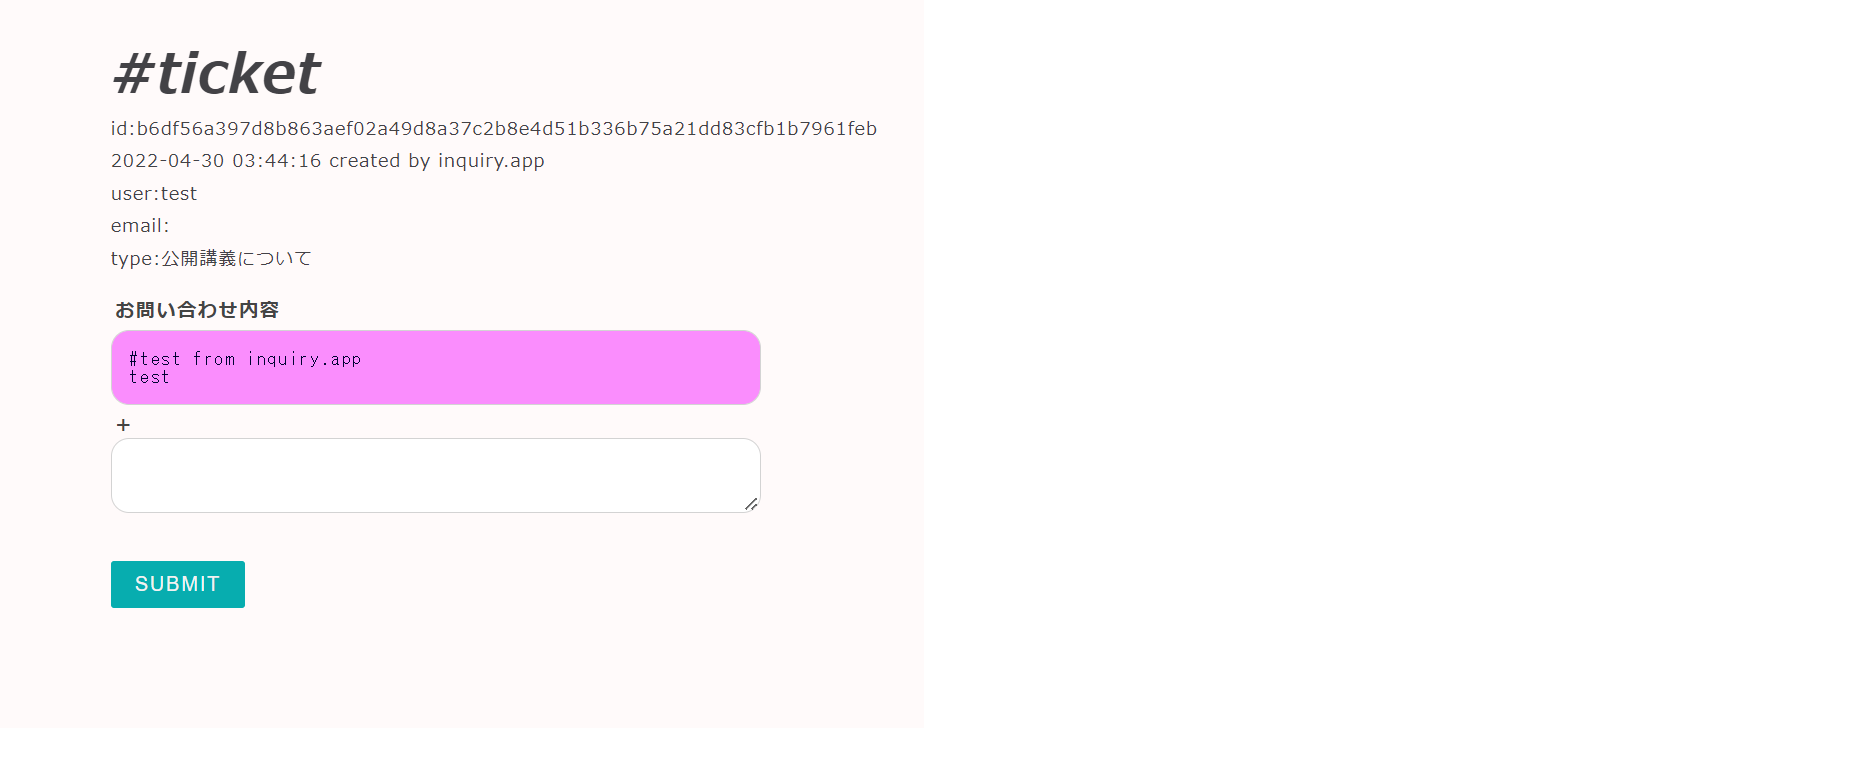 #ticket
id:b6df56a397d8b863aef02a49d8a37c2b8e4d51b336b75a21dd83cfb1b7961feb
2022-04-30 03:44:16 created by inquiry.app
user:test
email:
type:公開講義について
お問い合わせ内容
#test from inquiry.app
test
+
SUBMIT